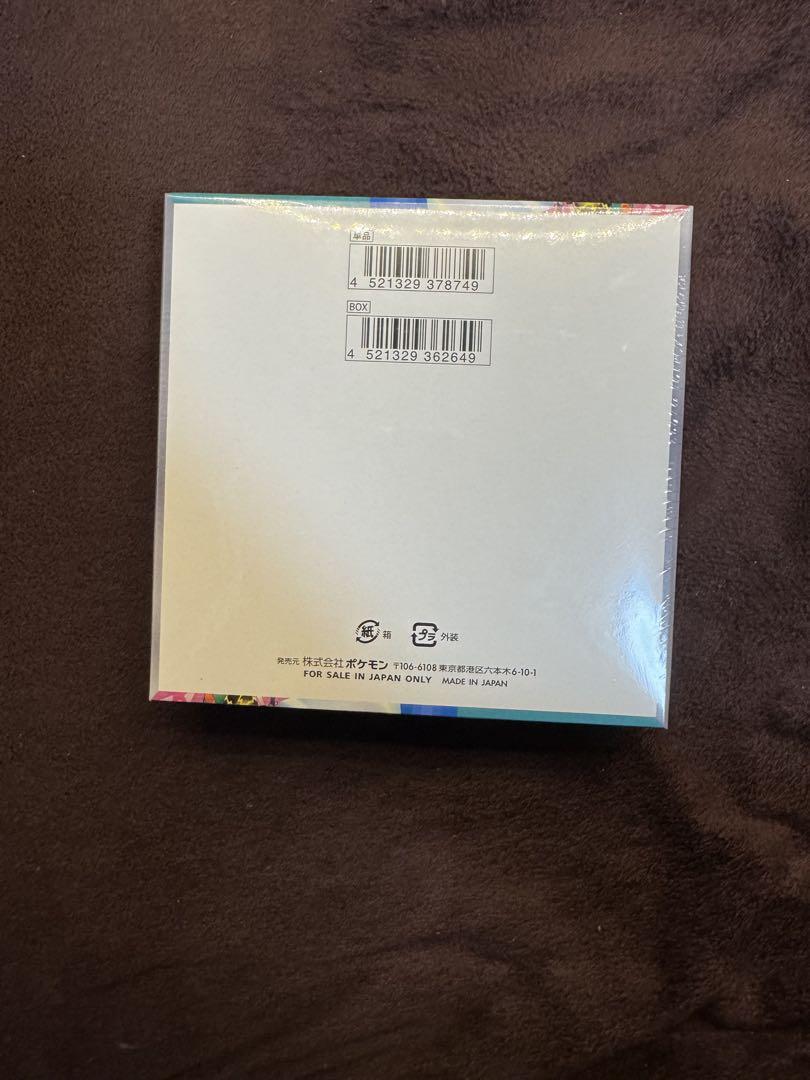 単品
4 521329 378749
BOX
4 521329 362649
紙 箱 プラ 外装
発売元 株式会社ポケモン 〒106-6108 東京都港区六本木6-10-1
FOR SALE IN JAPAN ONLY MADE IN JAPAN